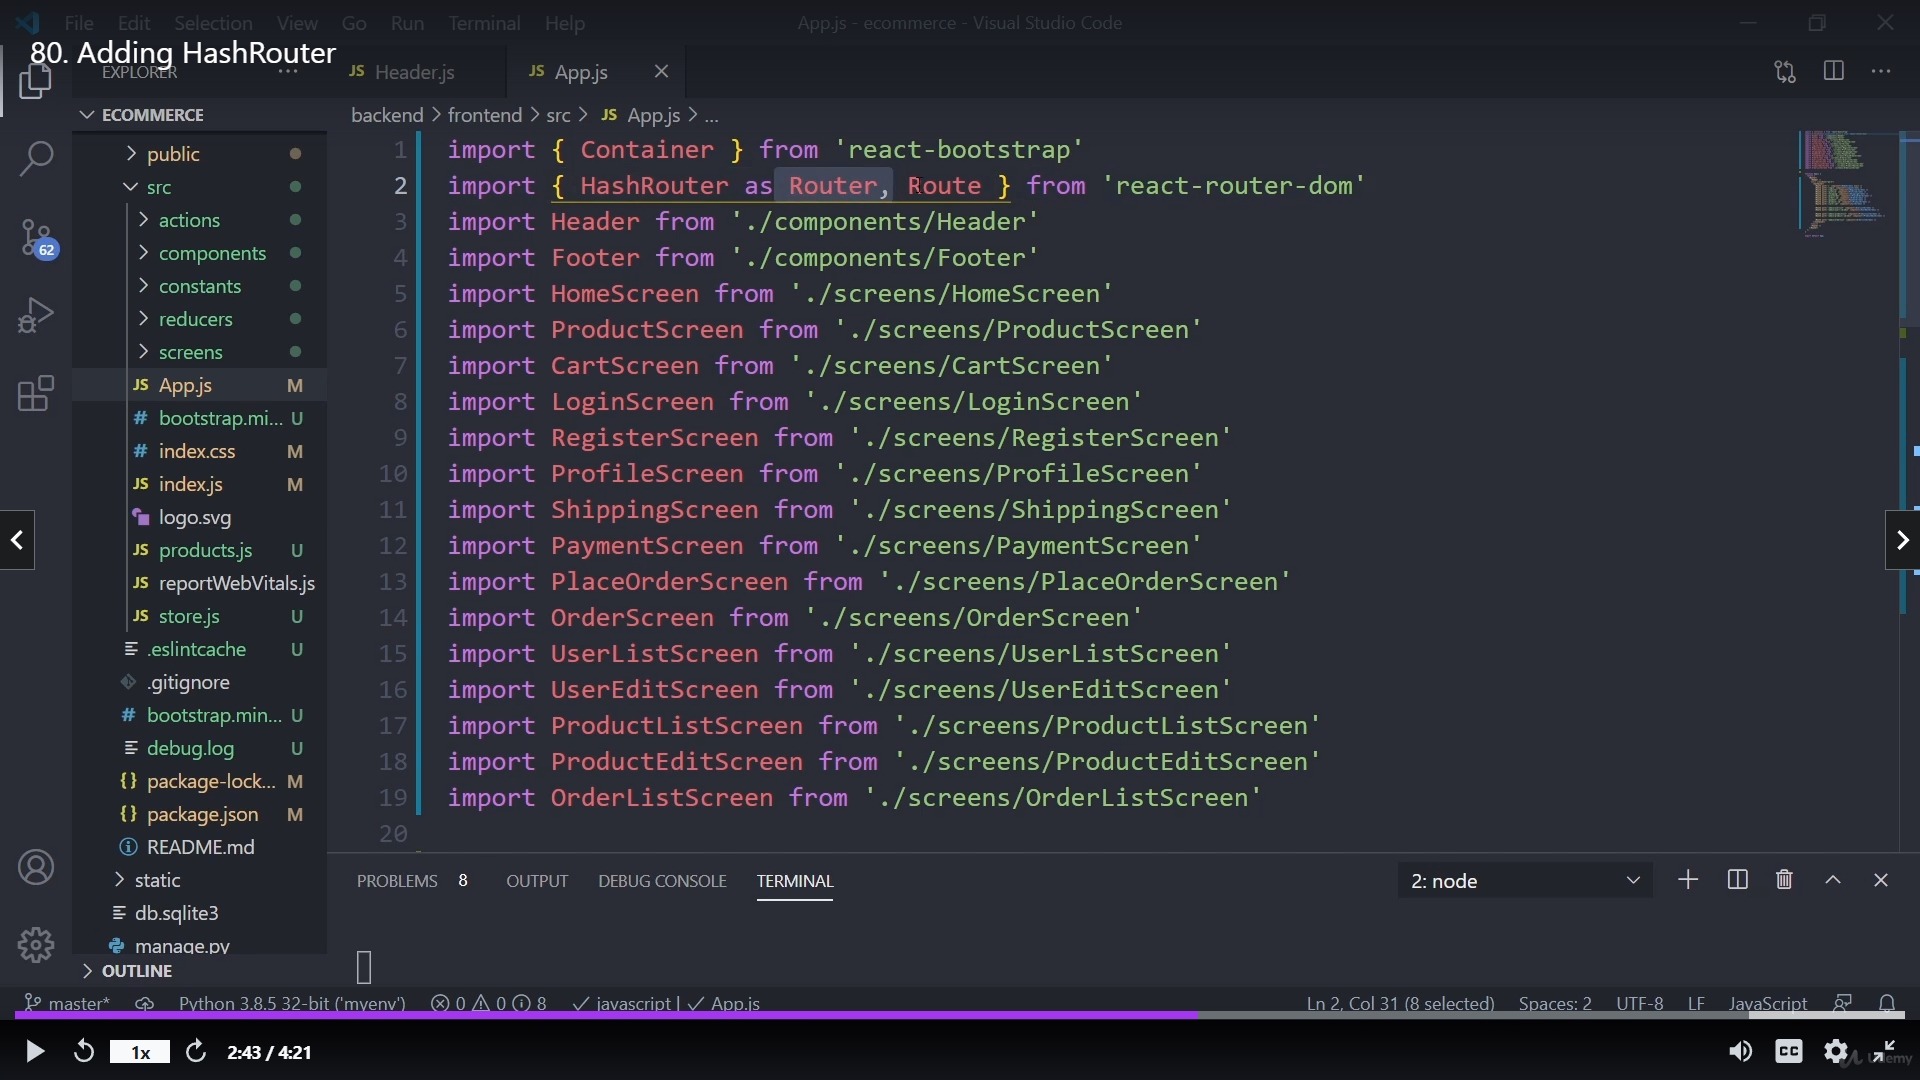 File Edit Selection View Go Run Terminal Help App.js - ecommerce - Visual Studio Code
80. Adding HashRouter
EXPLORER ... JS Header.js JS App.js
ECOMMERCE
backend > frontend > src > JS App.js > ...
public
src
actions
components
constants
reducers
screens
JS App.js M
# bootstrap.mi... U
# index.css M
JS index.js M
logo.svg
JS products.js U
JS reportWebVitals.js
JS store.js U
.eslintcache U
.gitignore
# bootstrap.min... U
debug.log U
{} package-lock... M
{} package.json M
README.md
static
db.sqlite3
manage.py
OUTLINE
62
1 import { Container } from 'react-bootstrap'
2 import { HashRouter as Router, Route } from 'react-router-dom'
3 import Header from './components/Header'
4 import Footer from './components/Footer'
5 import HomeScreen from './screens/HomeScreen'
6 import ProductScreen from './screens/ProductScreen'
7 import CartScreen from './screens/CartScreen'
8 import LoginScreen from './screens/LoginScreen'
9 import RegisterScreen from './screens/RegisterScreen'
10 import ProfileScreen from './screens/ProfileScreen'
11 import ShippingScreen from './screens/ShippingScreen'
12 import PaymentScreen from './screens/PaymentScreen'
13 import PlaceOrderScreen from './screens/PlaceOrderScreen'
14 import OrderScreen from './screens/OrderScreen'
15 import UserListScreen from './screens/UserListScreen'
16 import UserEditScreen from './screens/UserEditScreen'
17 import ProductListScreen from './screens/ProductListScreen'
18 import ProductEditScreen from './screens/ProductEditScreen'
19 import OrderListScreen from './screens/OrderListScreen'
20
PROBLEMS 8 OUTPUT DEBUG CONSOLE TERMINAL 2: node
master* Python 3.8.5 32-bit ('myenv') 0 0 8 javascript | App.js Ln 2, Col 31 (8 selected) Spaces: 2 UTF-8 LF JavaScript
1x 2:43 / 4:21 CC Udemy